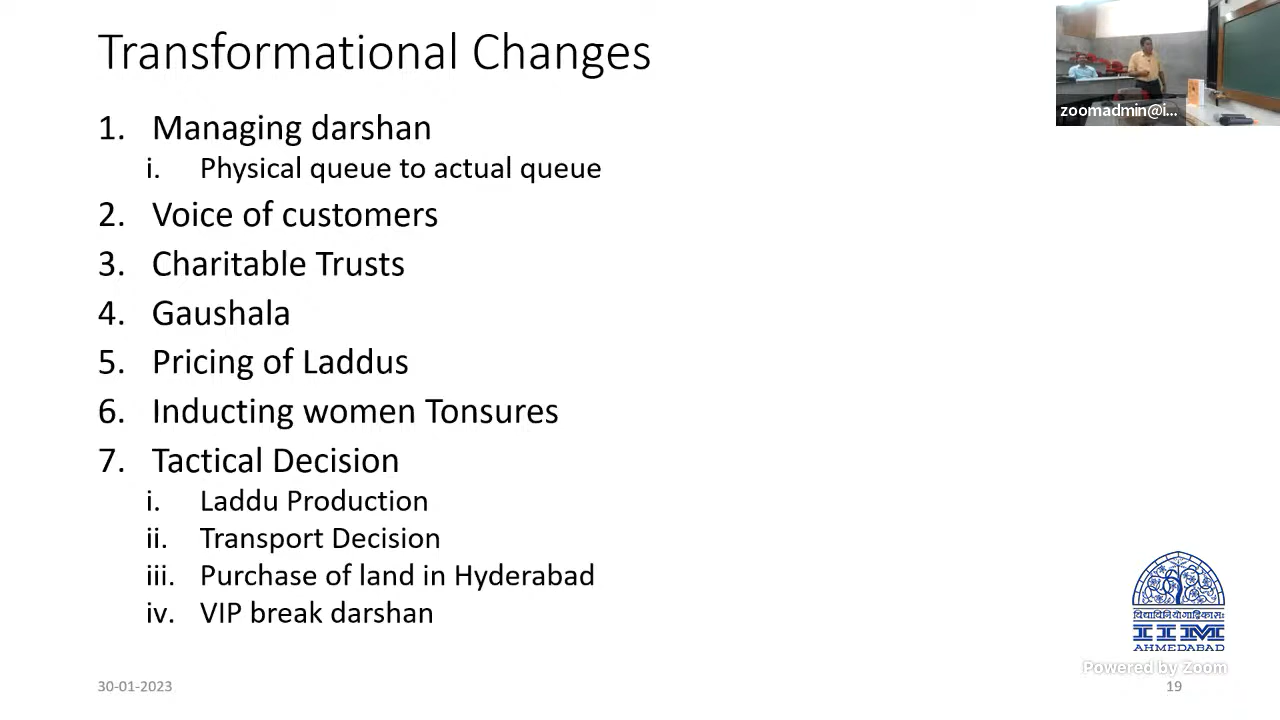 Transformational Changes
zoomadmin@i...
1. Managing darshan
i. Physical queue to actual queue
2. Voice of customers
3. Charitable Trusts
4. Gaushala
5. Pricing of Laddus
6. Inducting women Tonsures
7. Tactical Decision
i. Laddu Production
ii. Transport Decision
iii. Purchase of land in Hyderabad
iv. VIP break darshan
विद्याविनियोगाद्विकासः
IIM
AHMEDABAD
Powered by Zoom
30-01-2023
19